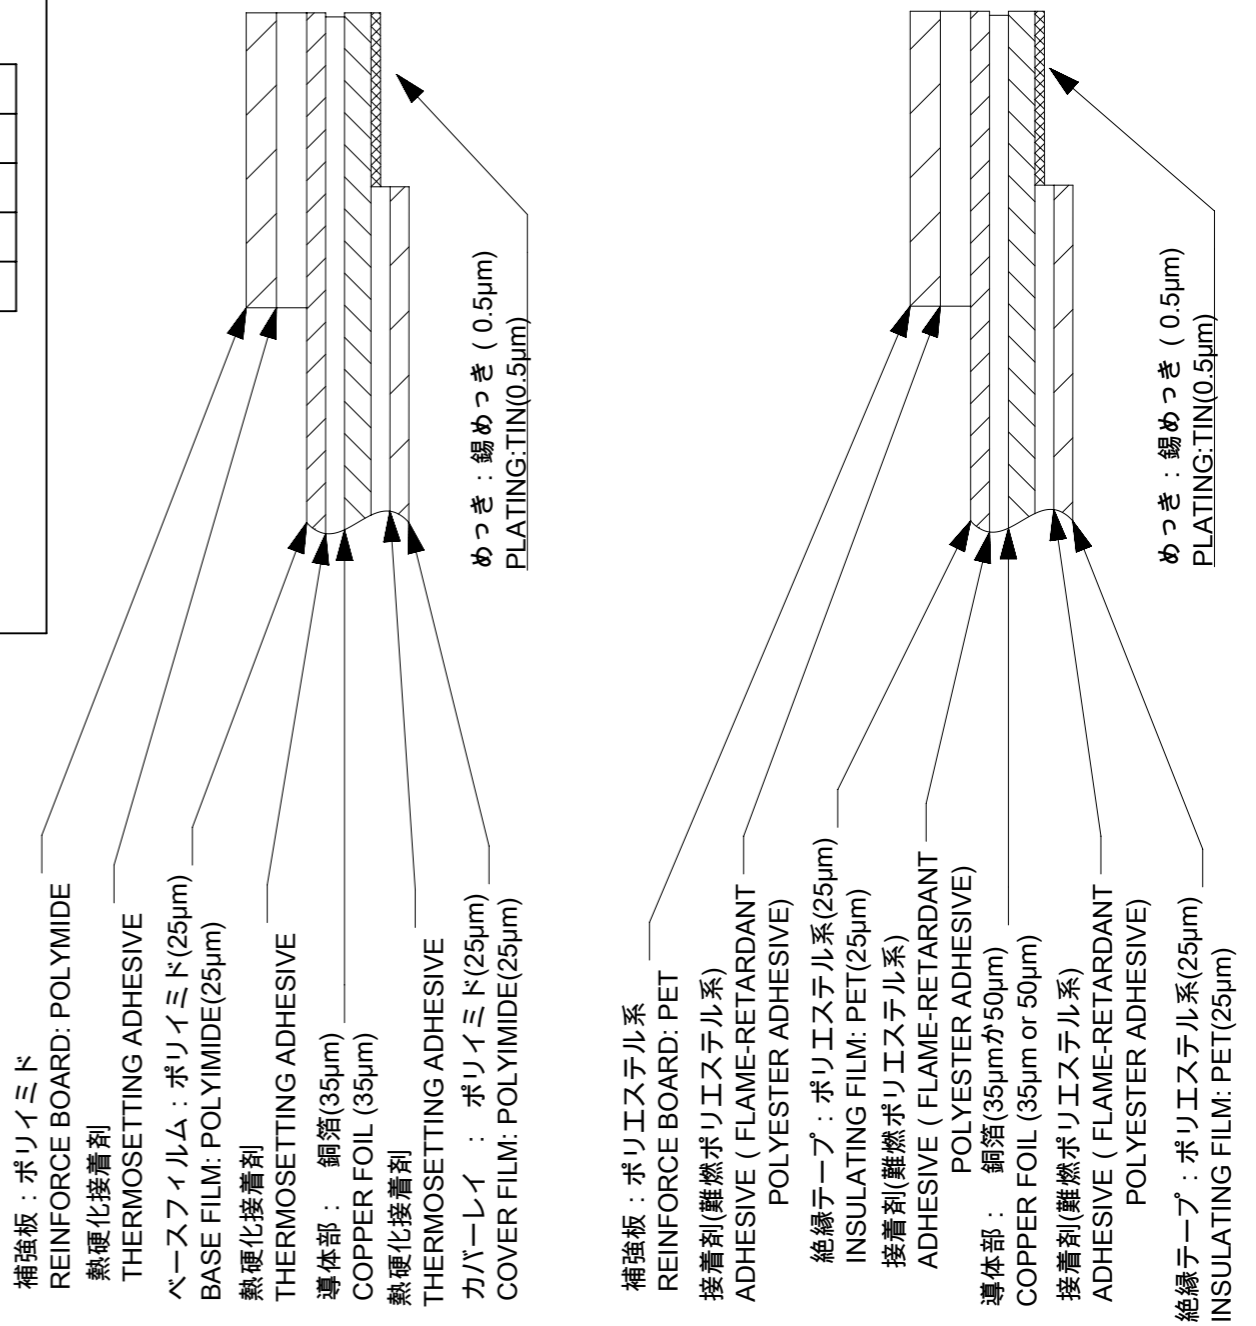 補強板：ポリイミド
REINFORCE BOARD: POLYMIDE
熱硬化接着剤
THERMOSETTING ADHESIVE
ベースフィルム：ポリイミド(25µm)
BASE FILM: POLYIMIDE(25µm)
熱硬化接着剤
THERMOSETTING ADHESIVE
導体部： 銅箔(35µm)
COPPER FOIL (35µm)
熱硬化接着剤
THERMOSETTING ADHESIVE
カバーレイ ： ポリイミド(25µm)
COVER FILM: POLYIMIDE(25µm)
めっき：錫めっき ( 0.5µm)
PLATING:TIN(0.5µm)
補強板：ポリエステル系
REINFORCE BOARD: PET
接着剤(難燃ポリエステル系)
ADHESIVE ( FLAME-RETARDANT
POLYESTER ADHESIVE)
絶縁テープ：ポリエステル系(25µm)
INSULATING FILM: PET(25µm)
接着剤(難燃ポリエステル系)
ADHESIVE ( FLAME-RETARDANT
POLYESTER ADHESIVE)
導体部： 銅箔(35µmか50µm)
COPPER FOIL (35µm or 50µm)
接着剤(難燃ポリエステル系)
ADHESIVE ( FLAME-RETARDANT
POLYESTER ADHESIVE)
絶縁テープ：ポリエステル系(25µm)
INSULATING FILM: PET(25µm)
めっき：錫めっき ( 0.5µm)
PLATING:TIN(0.5µm)